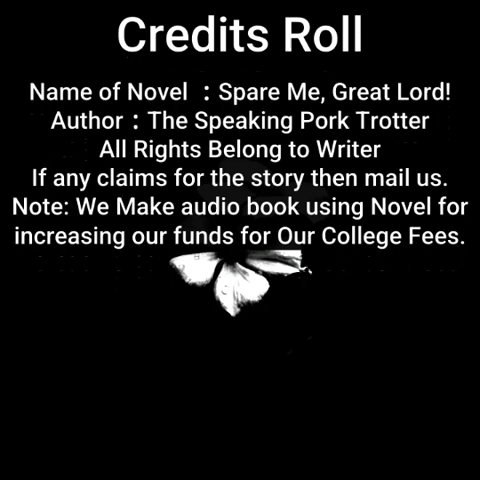 Credits Roll
Name of Novel : Spare Me, Great Lord!
Author : The Speaking Pork Trotter
All Rights Belong to Writer
If any claims for the story then mail us.
Note: We Make audio book using Novel for
increasing our funds for Our College Fees.